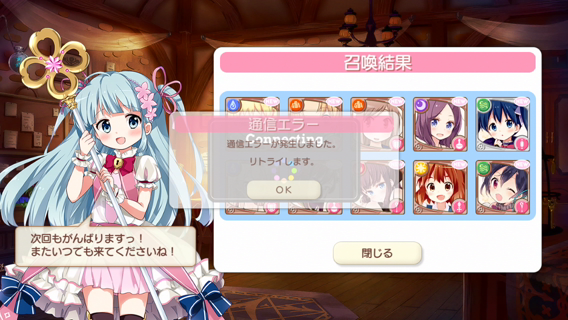 召喚結果
通信エラー
Connecting
通信エラーが発生しました。
リトライします。
OK
次回もがんばりますっ！
またいつでも来てくださいね！
閉じる